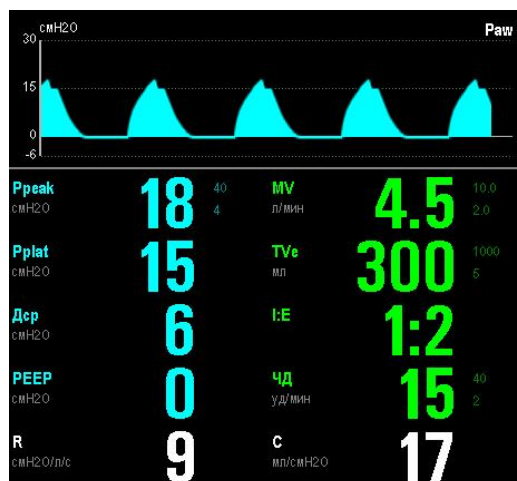 смH2O
Paw
30
15
0
-6
Ppeak
смH2O
18
40
4
MV
л/мин
4.5
10.0
2.0
Pplat
смH2O
15
TVe
мл
300
1000
5
Дср
смH2O
6
I:E
1:2
PEEP
смH2O
0
ЧД
уд/мин
15
40
2
R
смH2O/л/с
9
C
мл/смH2O
17